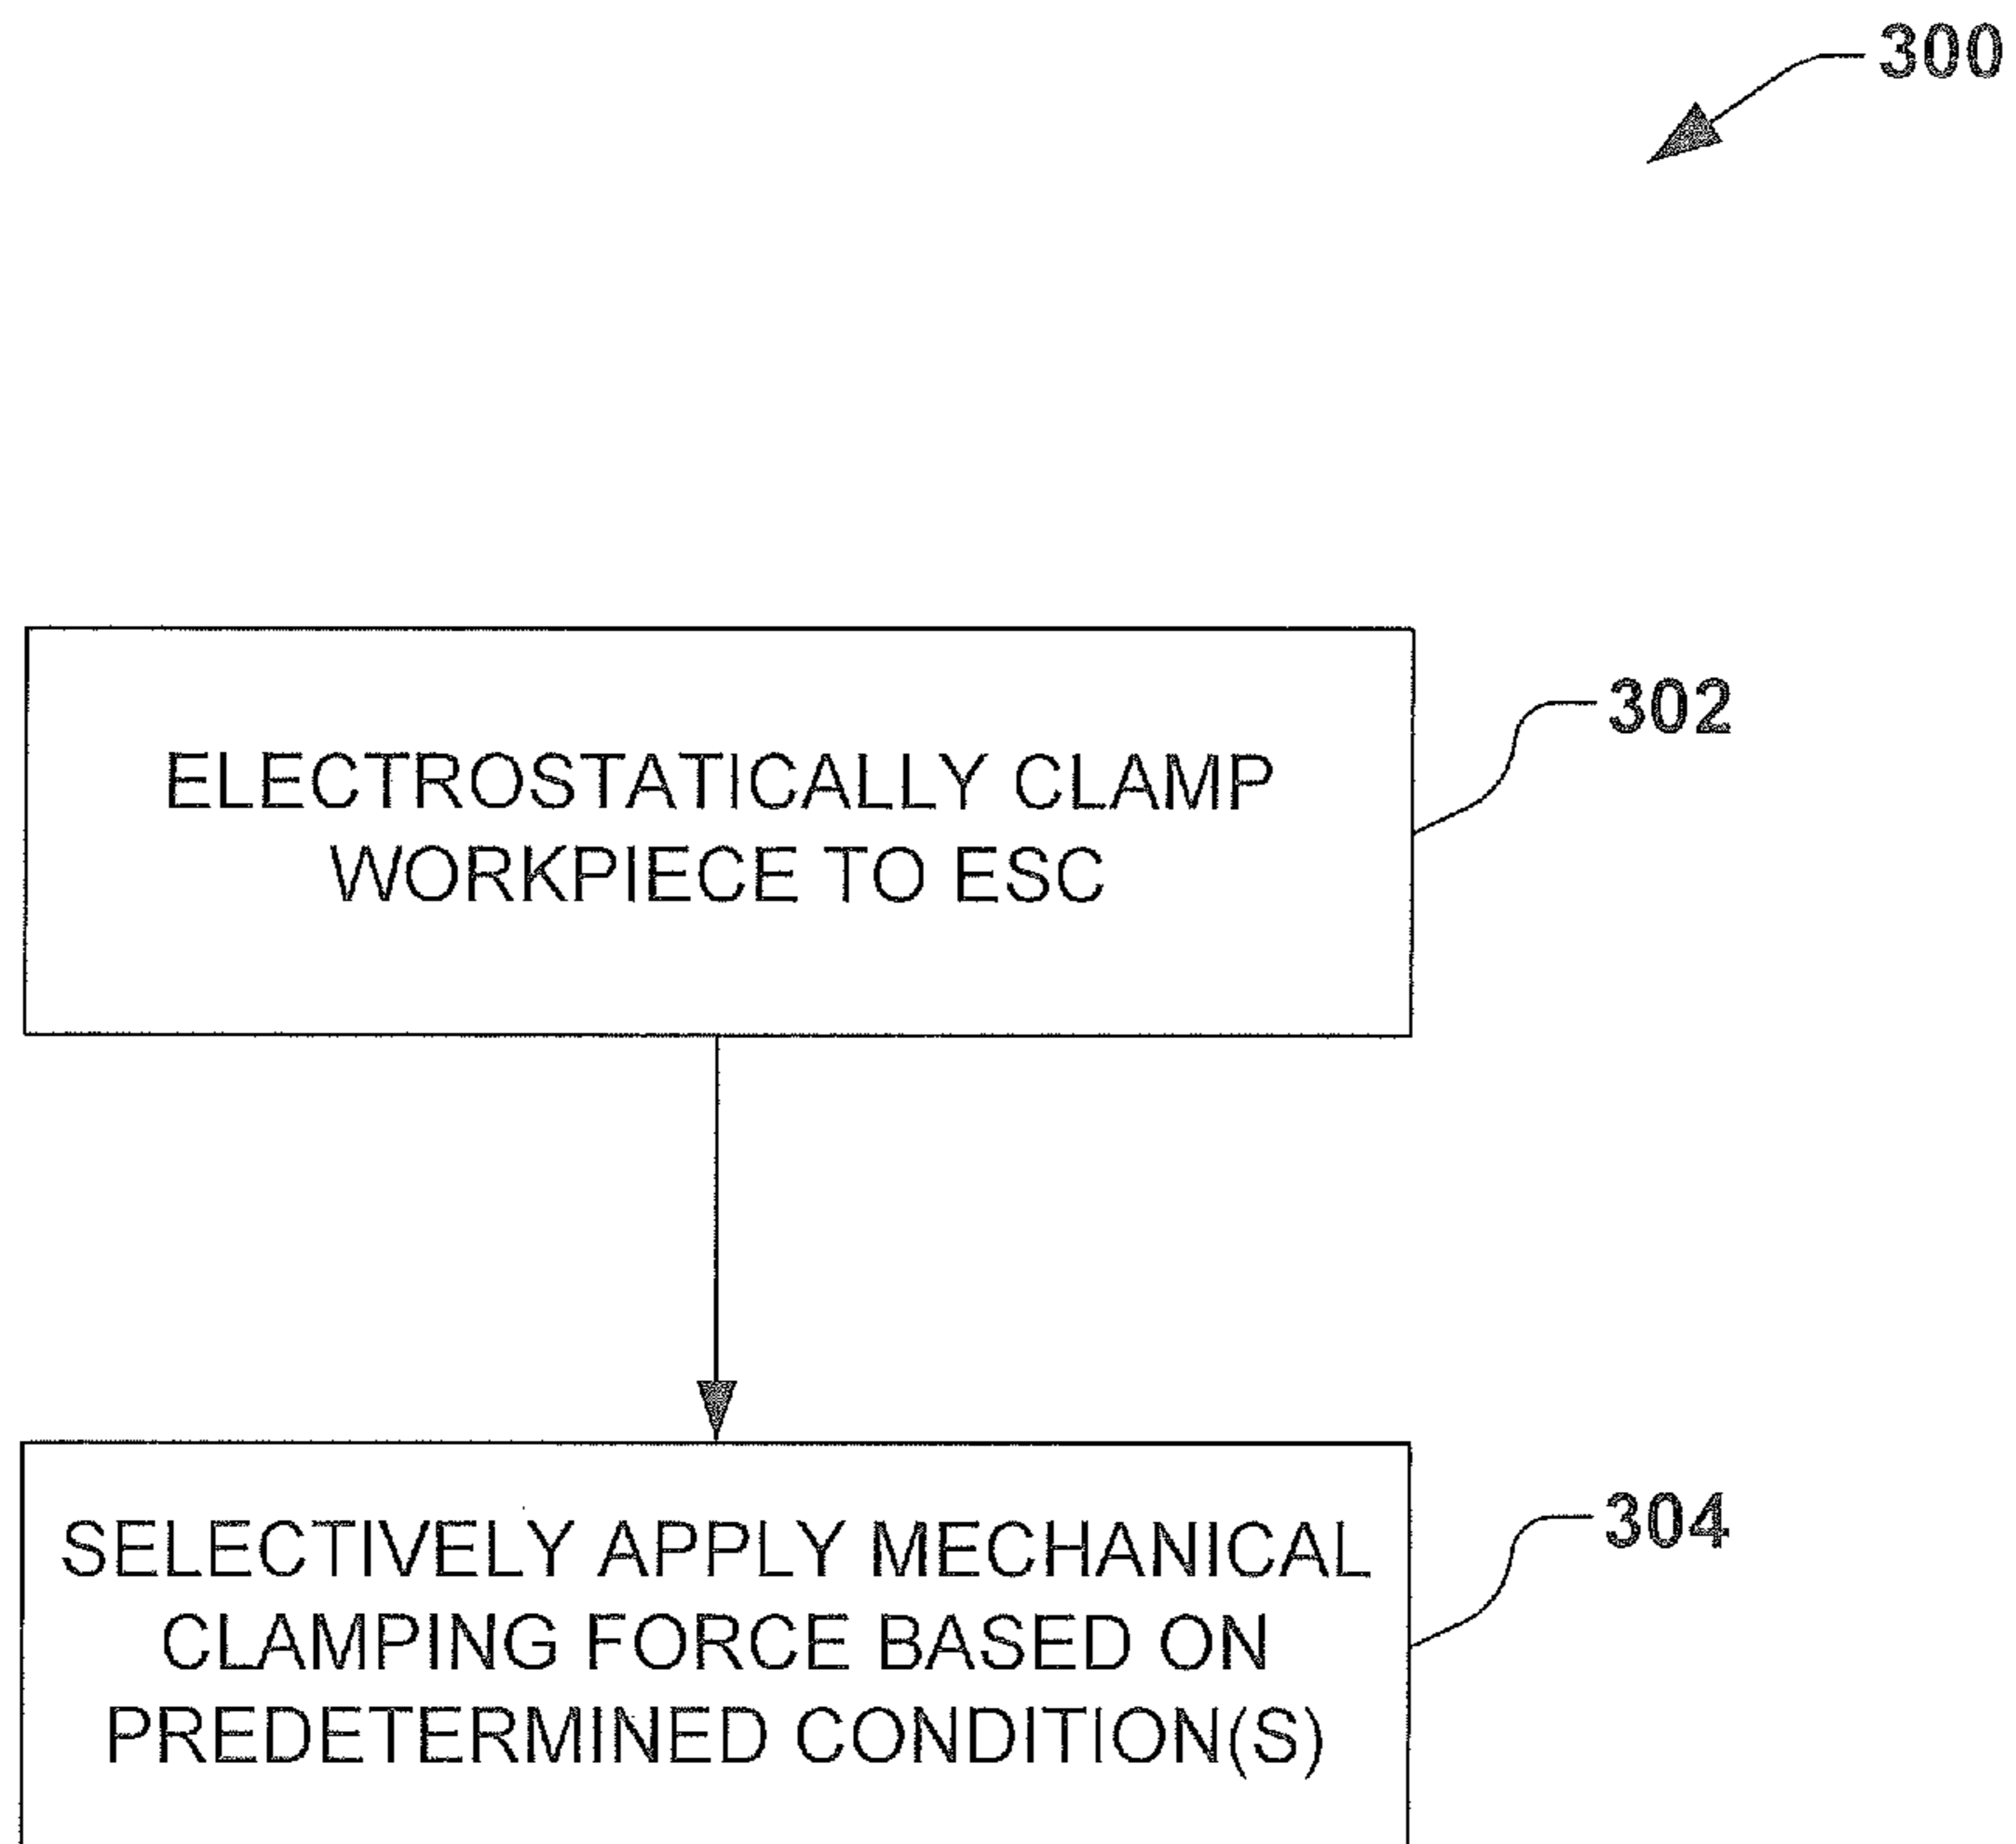 300
ELECTROSTATICALLY CLAMP
WORKPIECE TO ESC
302
SELECTIVELY APPLY MECHANICAL
CLAMPING FORCE BASED ON
PREDETERMINED CONDITION(S)
304